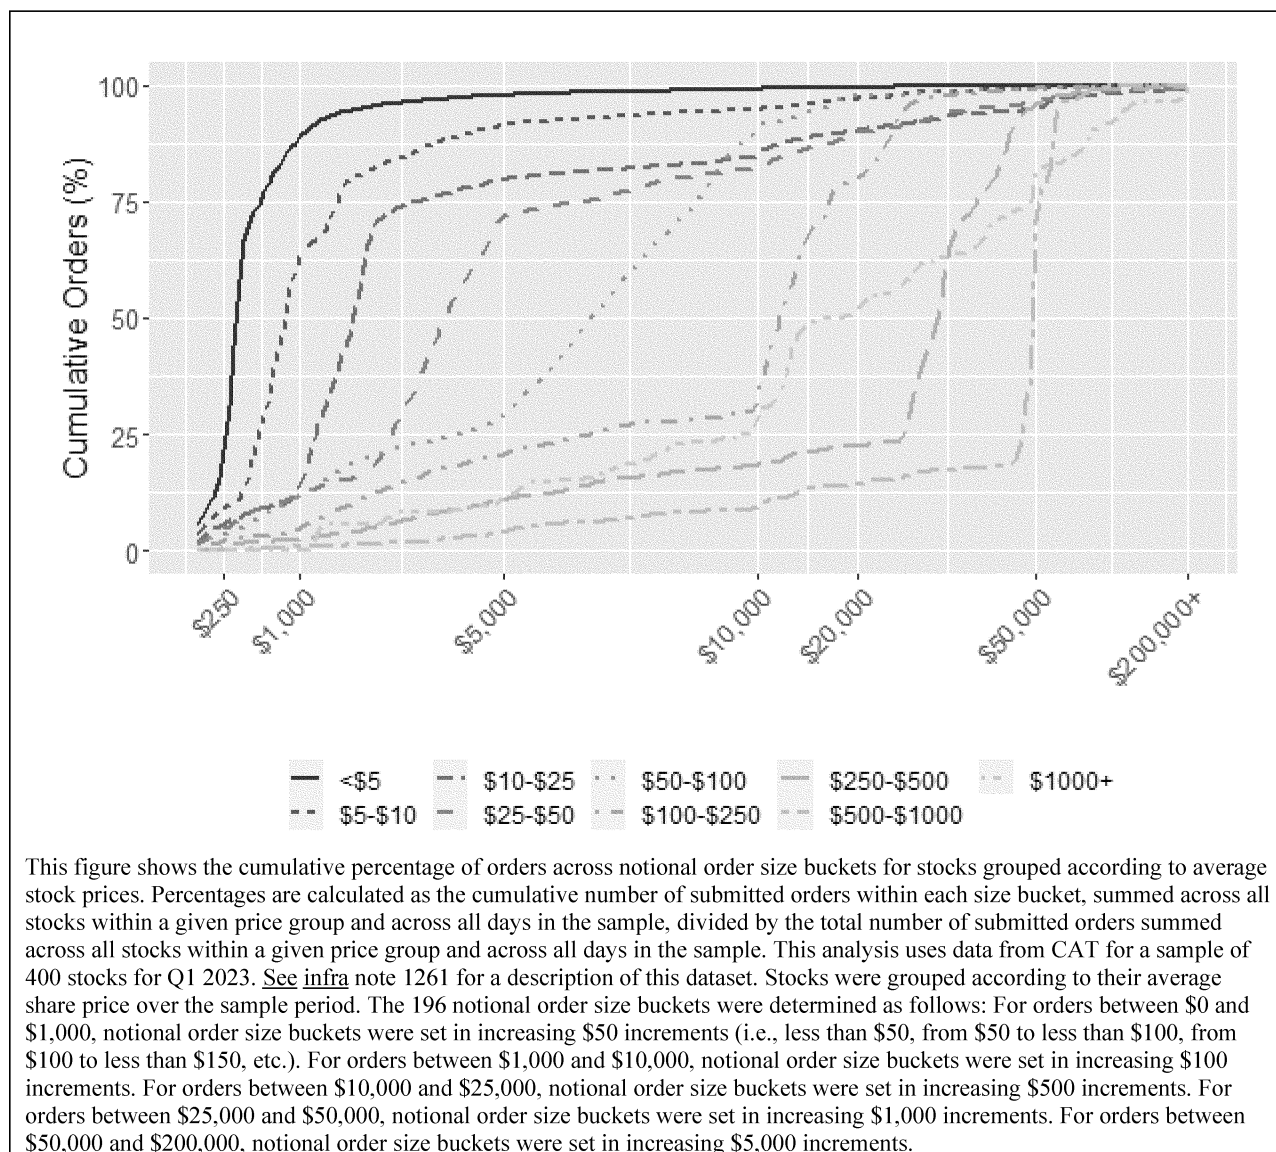 100
75
50
25
0
Cumulative Orders (%)
$250
$1,000
$5,000
$10,000
$20,000
$50,000
$200,000+
<$5 $10-$25 $50-$100 $250-$500 $1000+
$5-$10 $25-$50 $100-$250 $500-$1000
This figure shows the cumulative percentage of orders across notional order size buckets for stocks grouped according to average
stock prices. Percentages are calculated as the cumulative number of submitted orders within each size bucket, summed across all
stocks within a given price group and across all days in the sample, divided by the total number of submitted orders summed
across all stocks within a given price group and across all days in the sample. This analysis uses data from CAT for a sample of
400 stocks for Q1 2023. See infra note 1261 for a description of this dataset. Stocks were grouped according to their average
share price over the sample period. The 196 notional order size buckets were determined as follows: For orders between $0 and
$1,000, notional order size buckets were set in increasing $50 increments (i.e., less than $50, from $50 to less than $100, from
$100 to less than $150, etc.). For orders between $1,000 and $10,000, notional order size buckets were set in increasing $100
increments. For orders between $10,000 and $25,000, notional order size buckets were set in increasing $500 increments. For
orders between $25,000 and $50,000, notional order size buckets were set in increasing $1,000 increments. For orders between
$50,000 and $200,000, notional order size buckets were set in increasing $5,000 increments.